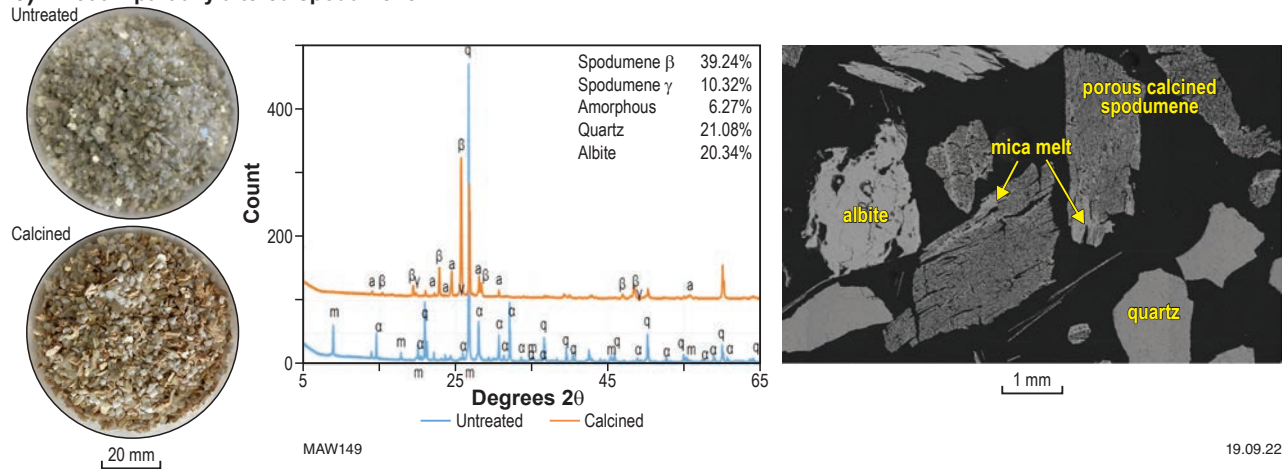 Untreated
Calcined
20 mm
Count
400
200
0
5
25
45
65
Degrees 2θ
Untreated
Calcined
Spodumene β 39.24%
Spodumene γ 10.32%
Amorphous 6.27%
Quartz 21.08%
Albite 20.34%
q
β
a
β
β
γ
a
β
a
a
β
γ
a
β
a
β
β
γ
a
m
α
m
α
m
q
α
m
α
α
α
α
α
α
q
q
α
m
q
q
α
q
m
α
α
q
α
q
porous calcined
spodumene
mica melt
albite
quartz
1 mm
MAW149
19.09.22